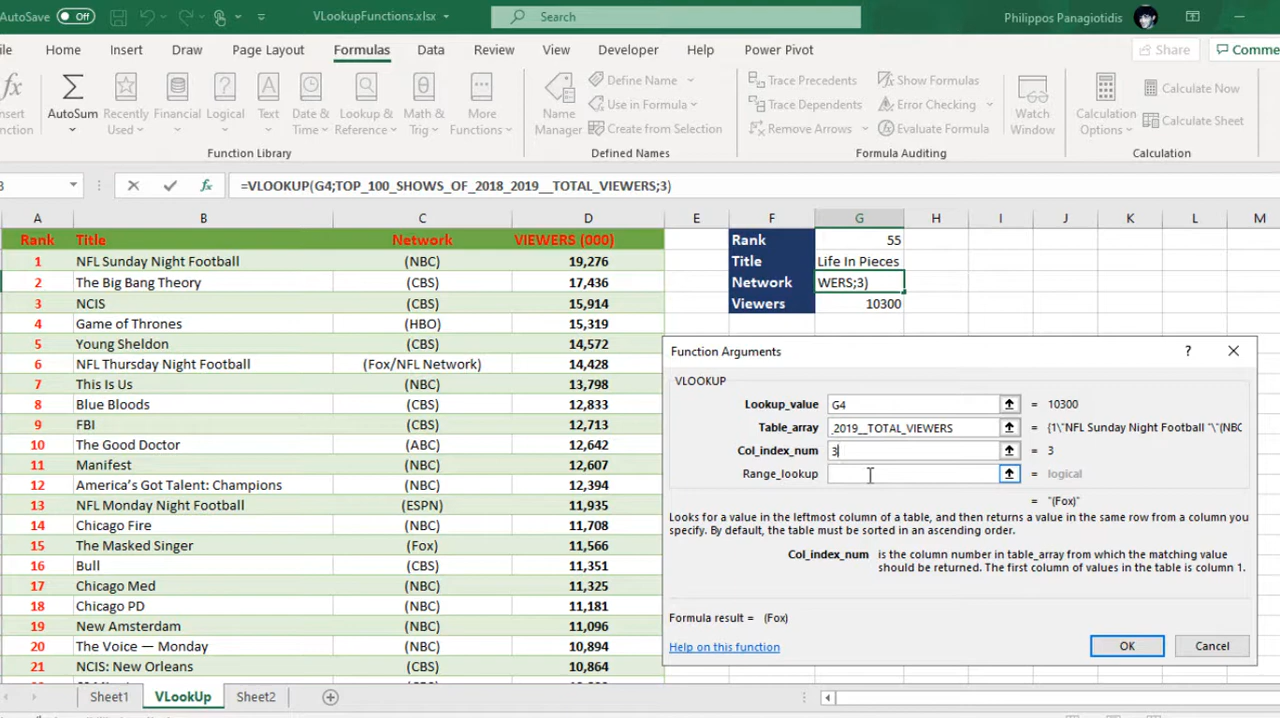 AutoSave Off VLookupFunctions.xlsx Search Philippos Panagiotidis
ile Home Insert Draw Page Layout Formulas Data Review View Developer Help Power Pivot Share Comme
nsert
nction
AutoSum
Recently
Used
Financial
Logical
Text
Date &
Time
Lookup &
Reference
Math &
Trig
More
Functions
Function Library
Name
Manager
Define Name
Use in Formula
Create from Selection
Defined Names
Trace Precedents
Trace Dependents
Remove Arrows
Show Formulas
Error Checking
Evaluate Formula
Formula Auditing
Watch
Window
Calculation
Options
Calculate Now
Calculate Sheet
Calculation
3 fx =VLOOKUP(G4;TOP_100_SHOWS_OF_2018_2019__TOTAL_VIEWERS;3)
A B C D E F G H I J K L M
Rank Title Network VIEWERS (000)
1 NFL Sunday Night Football (NBC) 19,276
2 The Big Bang Theory (CBS) 17,436
3 NCIS (CBS) 15,914
4 Game of Thrones (HBO) 15,319
5 Young Sheldon (CBS) 14,572
6 NFL Thursday Night Football (Fox/NFL Network) 14,428
7 This Is Us (NBC) 13,798
8 Blue Bloods (CBS) 12,833
9 FBI (CBS) 12,713
10 The Good Doctor (ABC) 12,642
11 Manifest (NBC) 12,607
12 America's Got Talent: Champions (NBC) 12,394
13 NFL Monday Night Football (ESPN) 11,935
14 Chicago Fire (NBC) 11,708
15 The Masked Singer (Fox) 11,566
16 Bull (CBS) 11,351
17 Chicago Med (NBC) 11,325
18 Chicago PD (NBC) 11,181
19 New Amsterdam (NBC) 11,096
20 The Voice — Monday (NBC) 10,894
21 NCIS: New Orleans (CBS) 10,864
Rank 55
Title Life In Pieces
Network WERS;3)
Viewers 10300
Function Arguments ?
VLOOKUP
Lookup_value G4 = 10300
Table_array _2019__TOTAL_VIEWERS = {1\"NFL Sunday Night Football "\"(NBC
Col_index_num 3 = 3
Range_lookup = logical
= "(Fox)"
Looks for a value in the leftmost column of a table, and then returns a value in the same row from a column you
specify. By default, the table must be sorted in an ascending order.
Col_index_num is the column number in table_array from which the matching value
should be returned. The first column of values in the table is column 1.
Formula result = (Fox)
Help on this function OK Cancel
Sheet1 VLookUp Sheet2